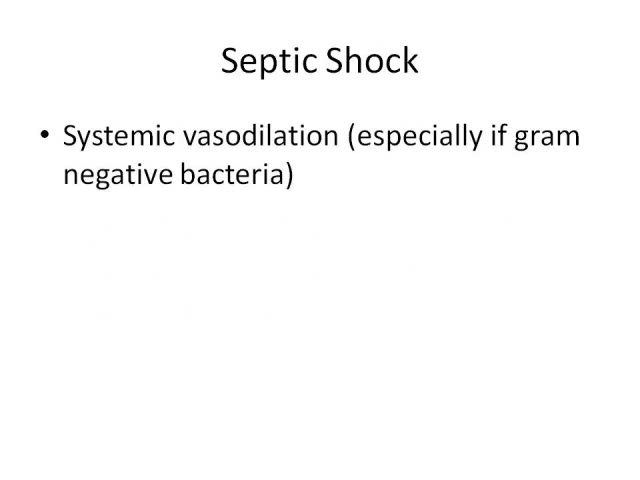 Septic Shock
• Systemic vasodilation (especially if gram
negative bacteria)